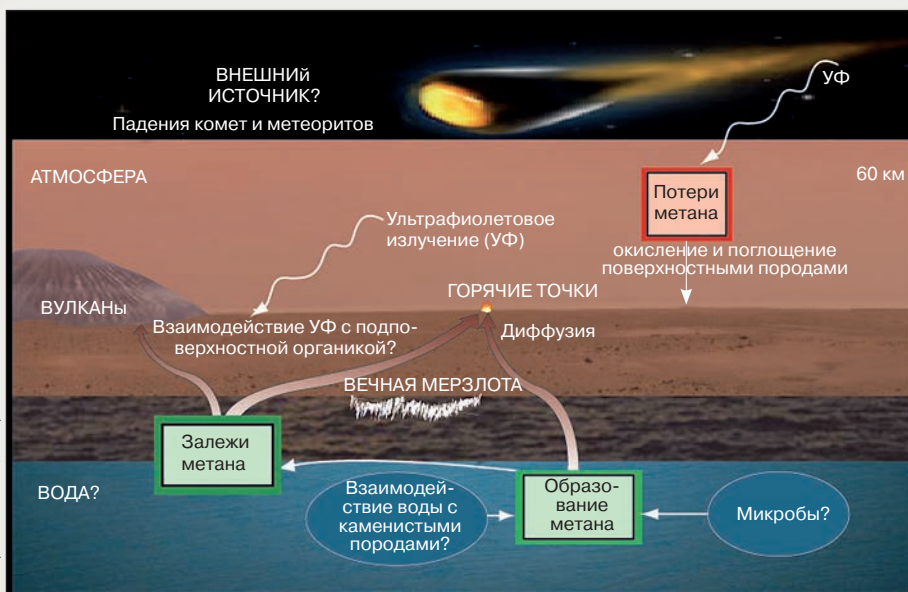 ВНЕШНИй
ИСТОЧНИК?
Падения комет и метеоритов
УФ
АТМОСФЕРА
60 км
Потери
метана
Ультрафиолетовое
излучение (УФ)
окисление и поглощение
поверхностными породами
ГОРЯЧИЕ ТОЧКИ
ВУЛКАНы
Взаимодействие УФ с подпо-
верхностной органикой?
Диффузия
ВЕЧНАЯ МЕРЗЛОТА
Залежи
метана
ВОДА?
Взаимодей-
ствие воды с
каменистыми
породами?
Образо-
вание
метана
Микробы?